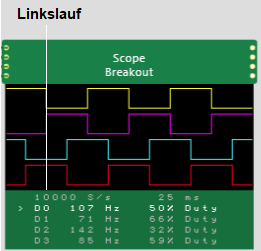 Linkslauf
Scope
Breakout
10000 S/s 25 ms
> D0 107 Hz 50% Duty
D1 71 Hz 66% Duty
D2 142 Hz 32% Duty
D3 85 Hz 59% Duty